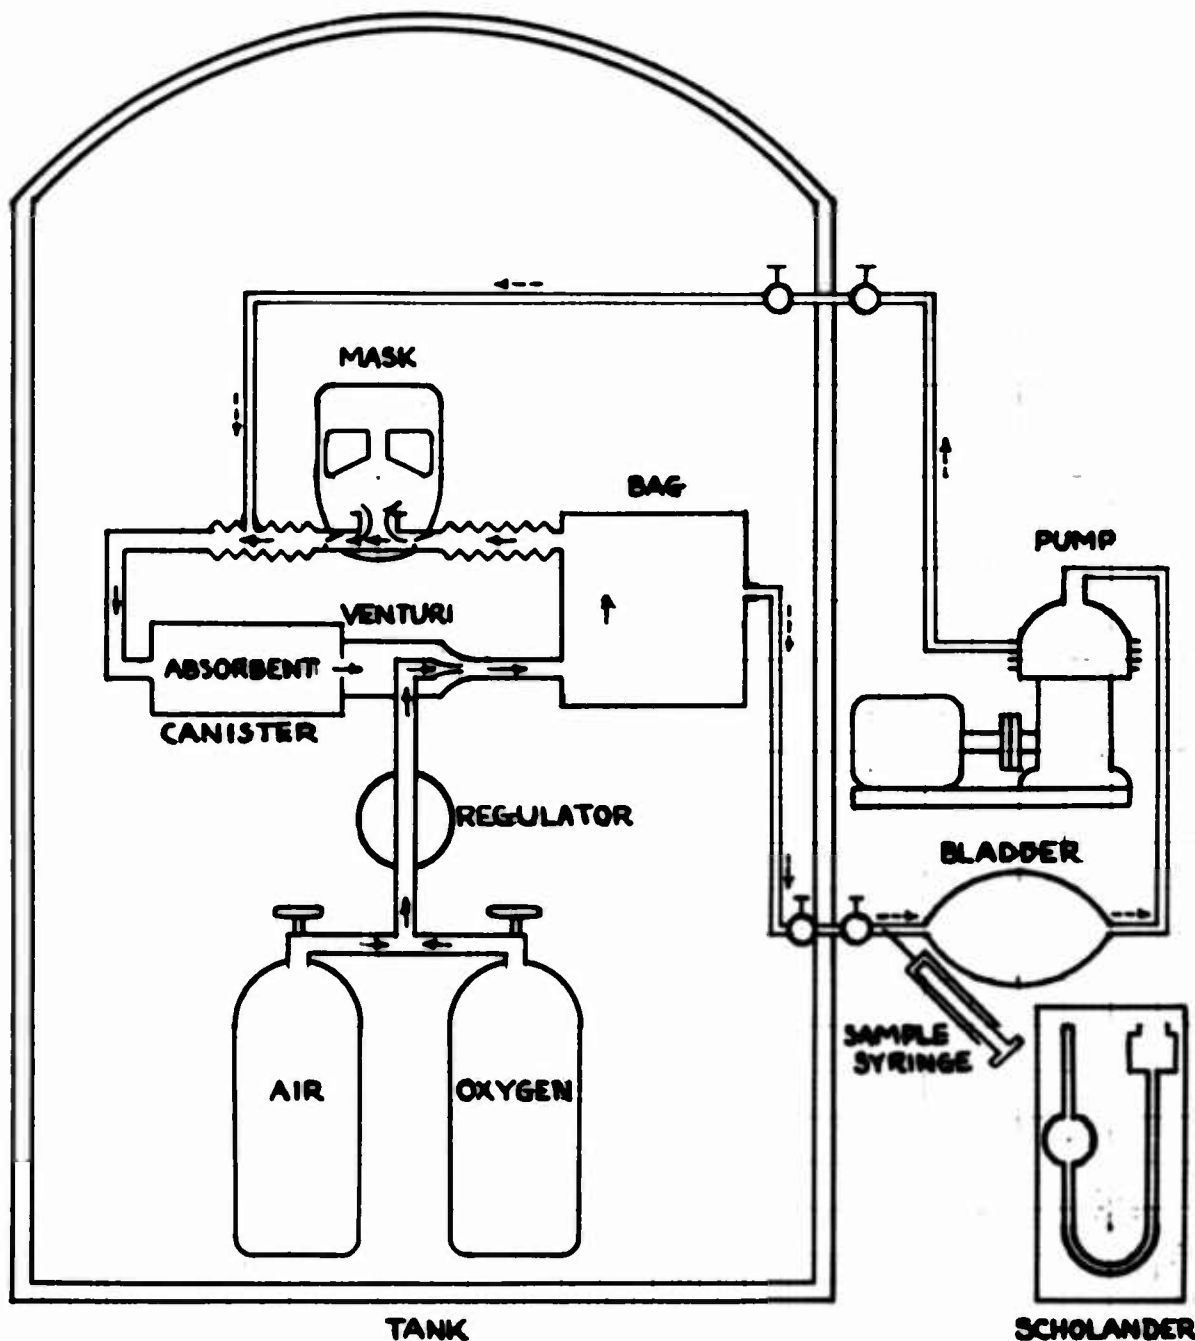 MASK
BAG
PUMP
VENTURI
ABSORBENT
CANISTER
REGULATOR
BLADDER
SAMPLE
SYRINGE
AIR
OXYGEN
TANK
SCHOLANDER